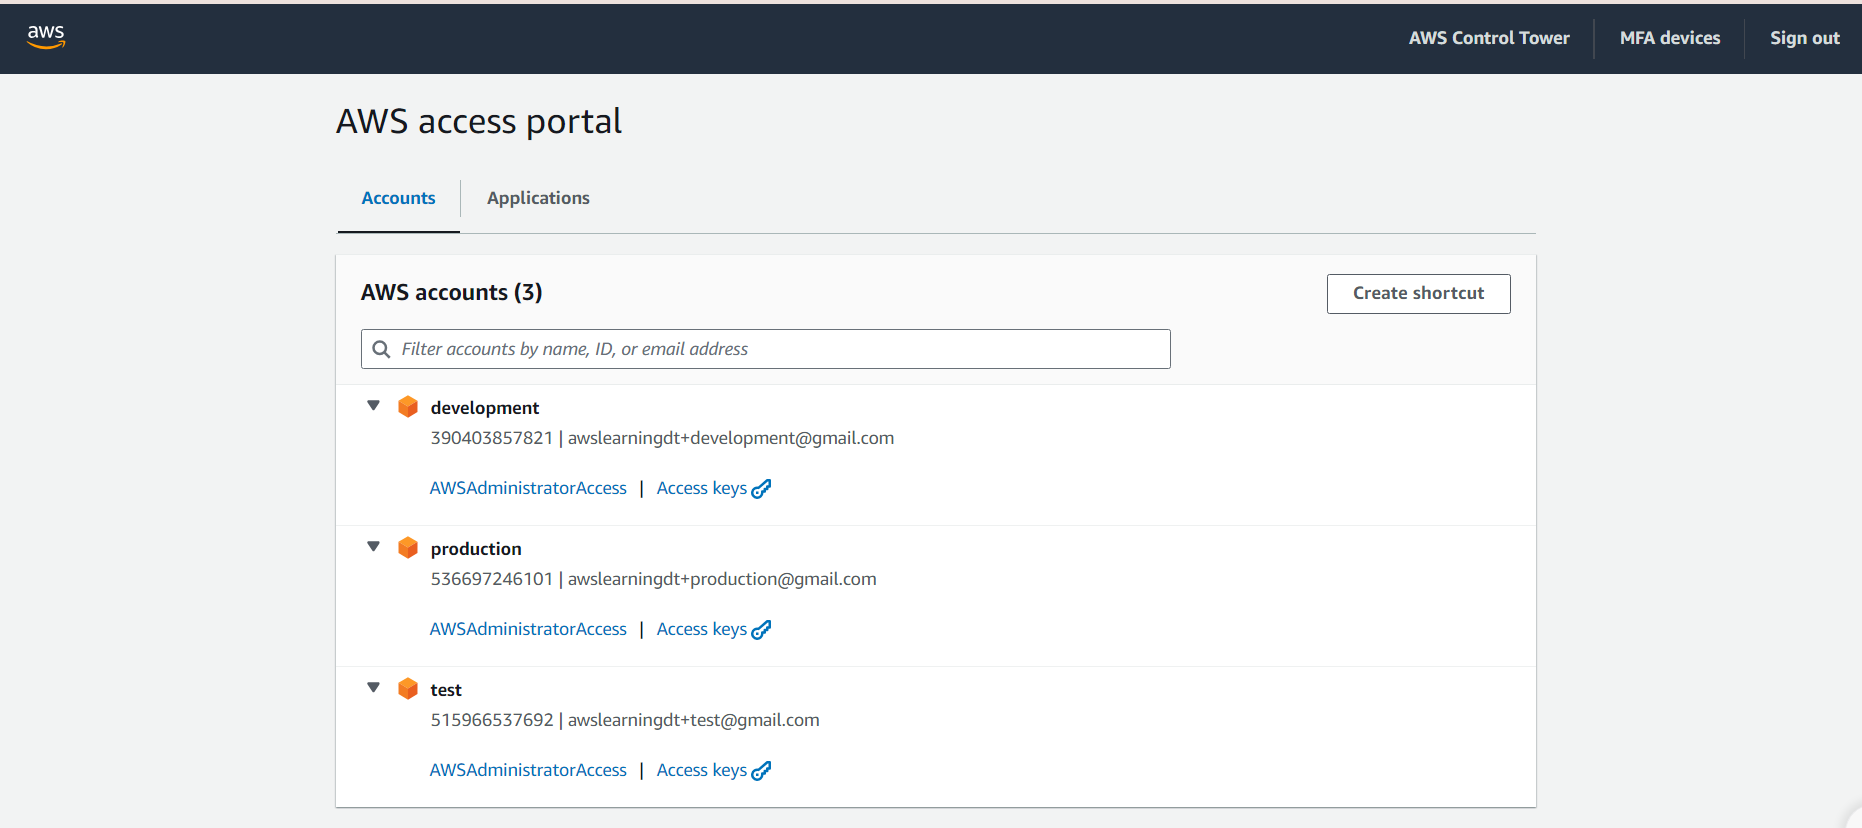 aws
AWS Control Tower
MFA devices
Sign out
AWS access portal
Accounts
Applications
AWS accounts (3)
Create shortcut
Filter accounts by name, ID, or email address
development
390403857821 | awslearningdt+development@gmail.com
AWSAdministratorAccess | Access keys
production
536697246101 | awslearningdt+production@gmail.com
AWSAdministratorAccess | Access keys
test
515966537692 | awslearningdt+test@gmail.com
AWSAdministratorAccess | Access keys